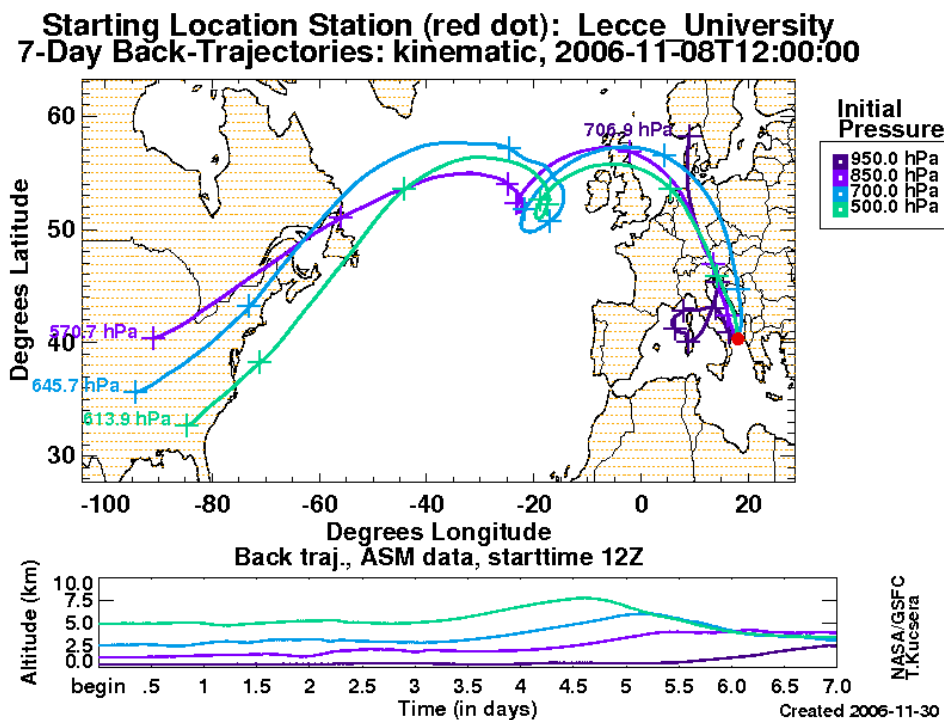 Starting Location Station (red dot): Lecce_University
7-Day Back-Trajectories: kinematic, 2006-11-08T12:00:00
Initial
Pressure
950.0 hPa
850.0 hPa
700.0 hPa
500.0 hPa
706.9 hPa
570.7 hPa
645.7 hPa
613.9 hPa
Degrees Latitude
60
50
40
30
-100 -80 -60 -40 -20 0 20
Degrees Longitude
Back traj., ASM data, starttime 12Z
Altitude (km)
10.0
7.5
5.0
2.5
0.0
begin .5 1 1.5 2 2.5 3 3.5 4 4.5 5 5.5 6.0 6.5 7.0
Time (in days)
NASA/GSFC
T.Kucsera
Created 2006-11-30